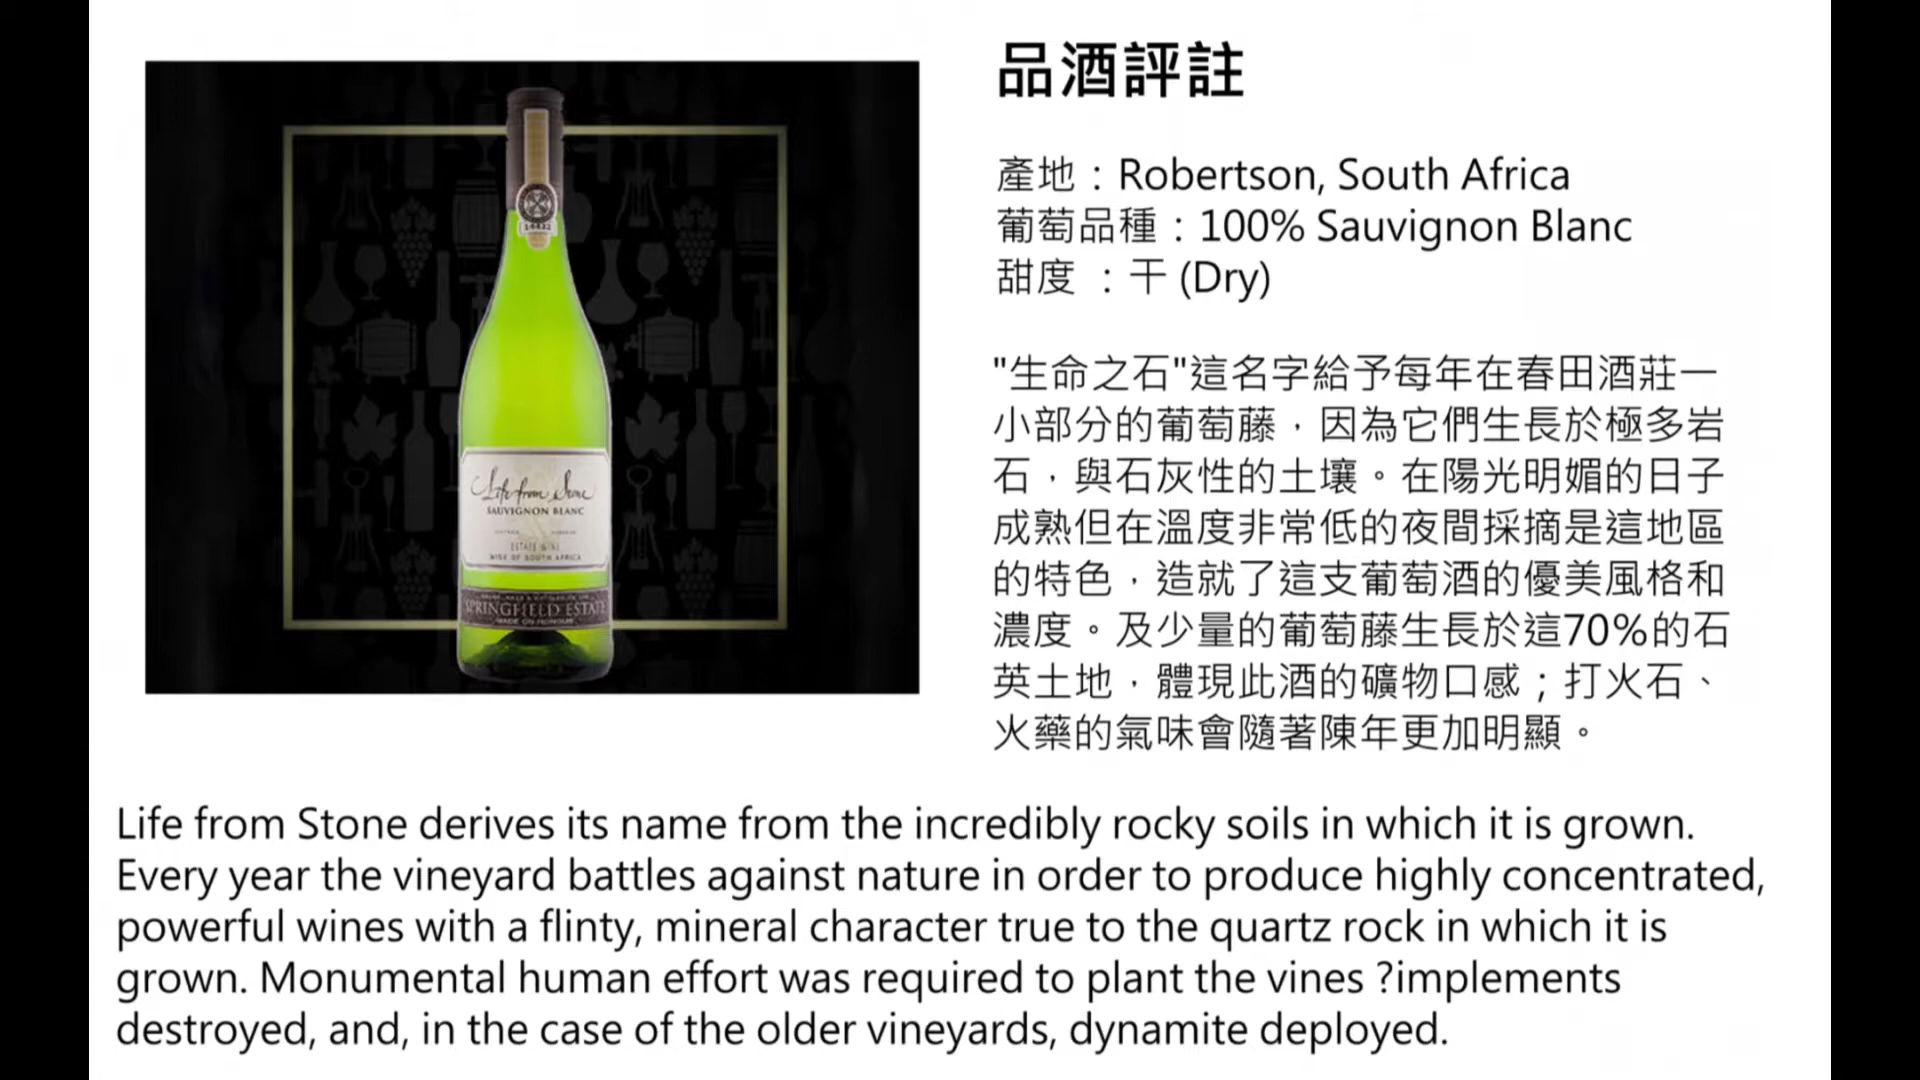 品酒評註
產地：Robertson, South Africa
葡萄品種：100% Sauvignon Blanc
甜度 ：干 (Dry)
"生命之石"這名字給予每年在春田酒莊一
小部分的葡萄藤，因為它們生長於極多岩
石，與石灰性的土壤。在陽光明媚的日子
成熟但在溫度非常低的夜間採摘是這地區
的特色，造就了這支葡萄酒的優美風格和
濃度。及少量的葡萄藤生長於這70%的石
英土地，體現此酒的礦物口感；打火石、
火藥的氣味會隨著陳年更加明顯。
Life from Stone
SAUVIGNON BLANC
ESTATE WINE
WINE OF SOUTH AFRICA
SPRINGFIELD ESTATE
MADE ON HONOUR
Life from Stone derives its name from the incredibly rocky soils in which it is grown.
Every year the vineyard battles against nature in order to produce highly concentrated,
powerful wines with a flinty, mineral character true to the quartz rock in which it is
grown. Monumental human effort was required to plant the vines ?implements
destroyed, and, in the case of the older vineyards, dynamite deployed.